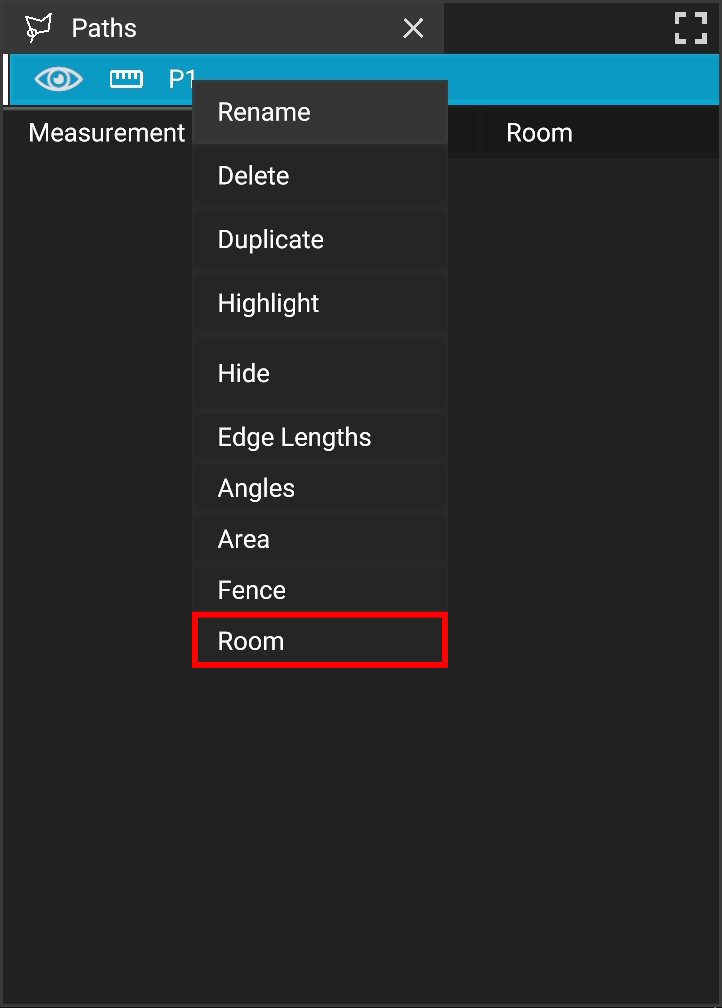 Paths
P1
Rename
Measurement
Room
Delete
Duplicate
Highlight
Hide
Edge Lengths
Angles
Area
Fence
Room